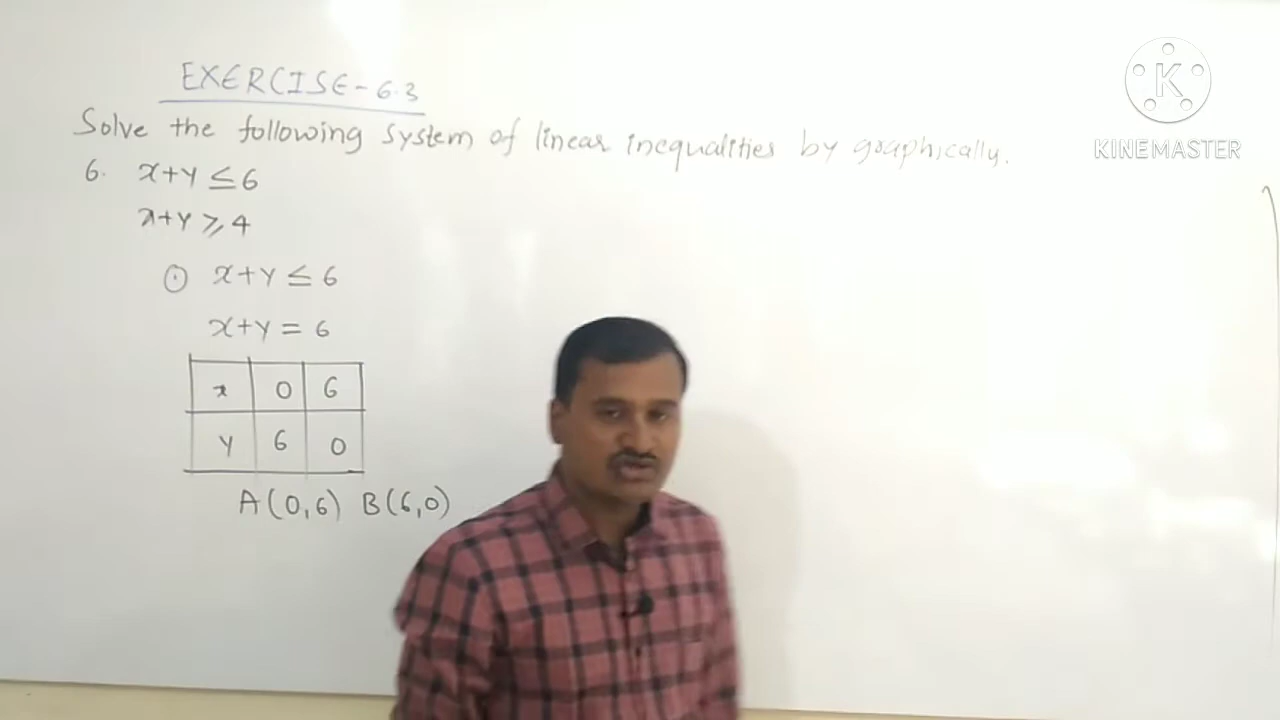 EXERCISE-6.3
Solve the following system of linear inequalities by graphically.
6. x+y ≤ 6
x+y ⩾ 4
① x+y ≤ 6
x+y = 6
x 0 6
y 6 0
A(0,6) B(6,0)
K
KINEMASTER